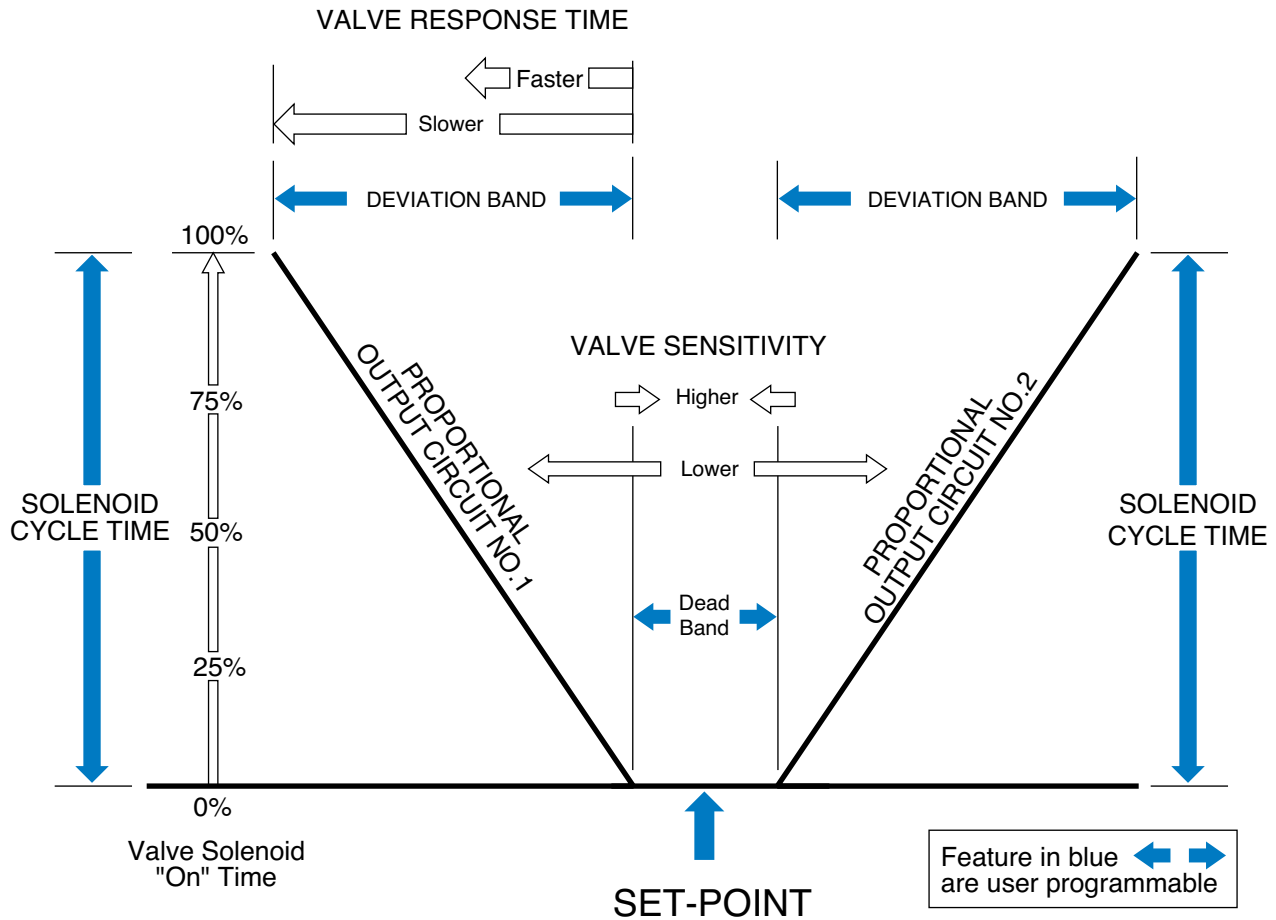 VALVE RESPONSE TIME
Faster
Slower
DEVIATION BAND
DEVIATION BAND
100%
VALVE SENSITIVITY
PROPORTIONAL
OUTPUT CIRCUIT NO.1
PROPORTIONAL
OUTPUT CIRCUIT NO.2
75%
Higher
Lower
SOLENOID
CYCLE TIME
50%
SOLENOID
CYCLE TIME
Dead
Band
25%
0%
Valve Solenoid
"On" Time
SET-POINT
Feature in blue
are user programmable